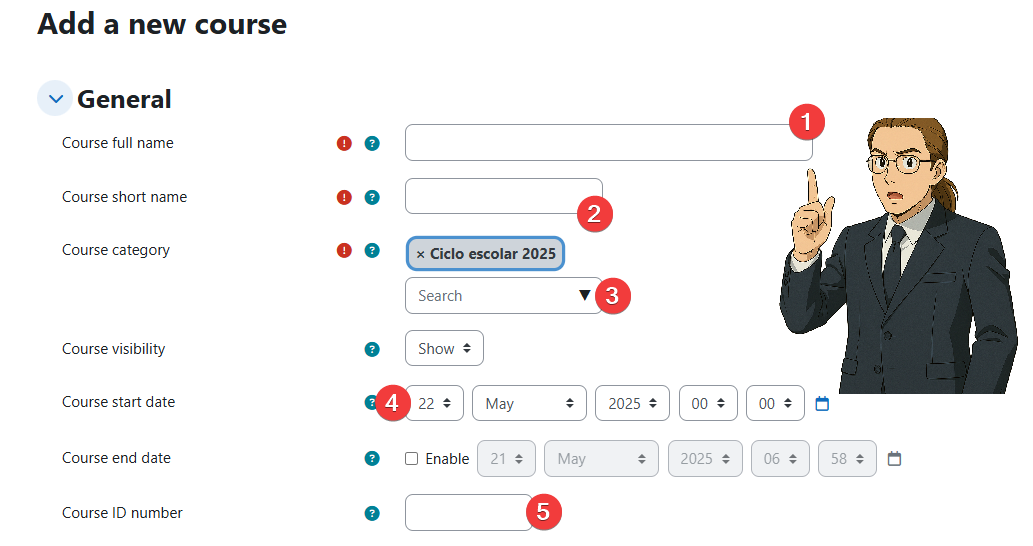 Add a new course
General
Course full name ! ? 1
Course short name ! ? 2
Course category ! ? × Ciclo escolar 2025
Search 3
Course visibility ? Show
Course start date ? 4 22 May 2025 00 00
Course end date ? Enable 21 May 2025 06 58
Course ID number ? 5